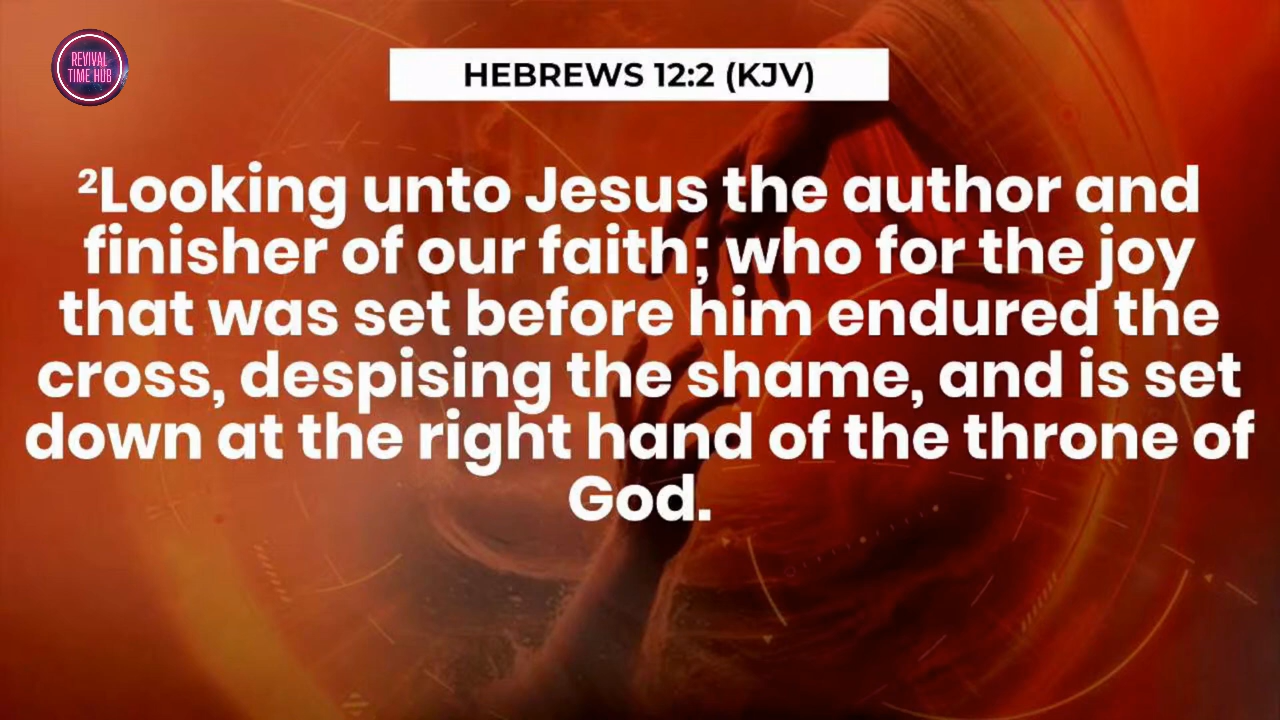 REVIVAL
TIME HUB
HEBREWS 12:2 (KJV)
²Looking unto Jesus the author and
finisher of our faith; who for the joy
that was set before him endured the
cross, despising the shame, and is set
down at the right hand of the throne of
God.